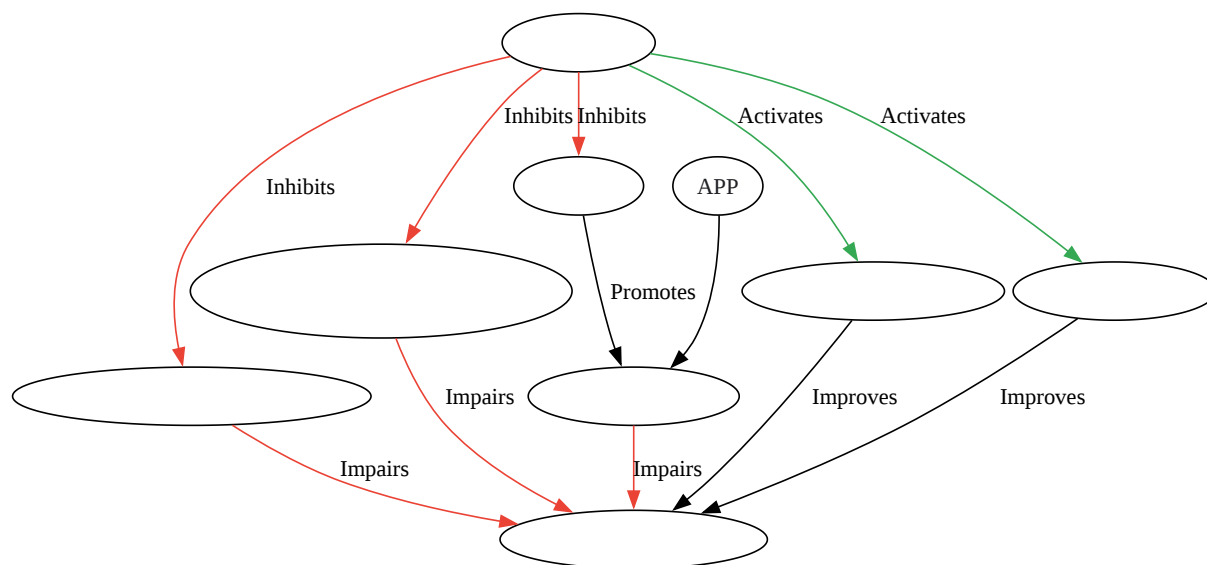 Inhibits
Inhibits
Activates
Activates
Inhibits
APP
Promotes
Impairs
Improves
Improves
Impairs
Impairs